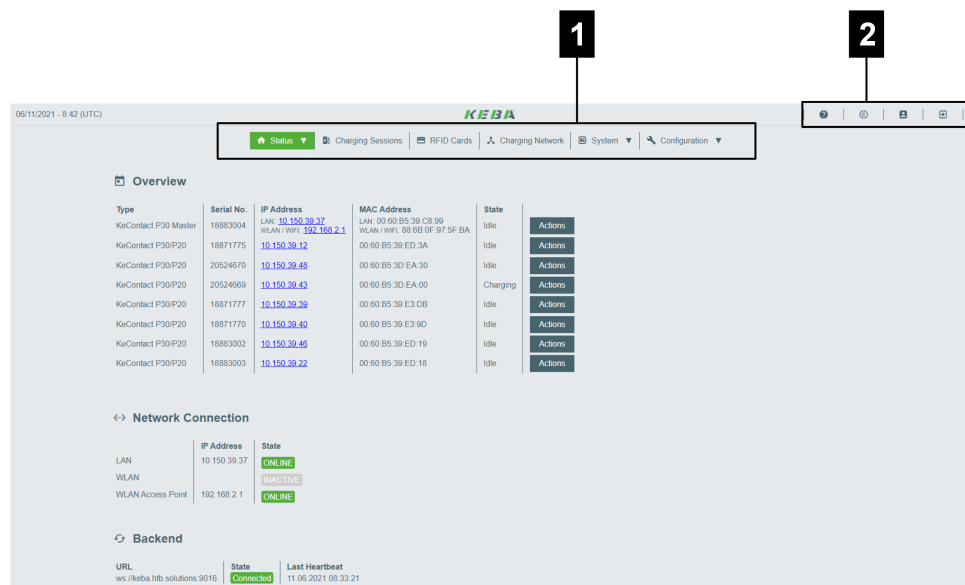 1
2
06/11/2021 - 8:42 (UTC)
KEBA
Status ▼ Charging Sessions RFID Cards Charging Network System ▼ Configuration ▼
Overview
Type Serial No. IP Address MAC Address State
KeContact P30 Master 18883004 LAN: 10.150.39.37 LAN: 00:60:B5:39:C8:99 Idle Actions
WLAN / WiFi: 192.168.2.1 WLAN / WiFi: 88:6B:0F:97:5F:BA
KeContact P30/P20 18871775 10.150.39.12 00:60:B5:39:ED:3A Idle Actions
KeContact P30/P20 20524670 10.150.39.48 00:60:B5:3D:EA:30 Idle Actions
KeContact P30/P20 20524669 10.150.39.43 00:60:B5:3D:EA:00 Charging Actions
KeContact P30/P20 18871777 10.150.39.39 00:60:B5:39:E3:DB Idle Actions
KeContact P30/P20 18871770 10.150.39.40 00:60:B5:39:E3:9D Idle Actions
KeContact P30/P20 18883002 10.150.39.46 00:60:B5:39:ED:19 Idle Actions
KeContact P30/P20 18883003 10.150.39.22 00:60:B5:39:ED:18 Idle Actions
Network Connection
IP Address State
LAN 10.150.39.37 ONLINE
WLAN INACTIVE
WLAN Access Point 192.168.2.1 ONLINE
Backend
URL State Last Heartbeat
ws://keba.htb.solutions:9016 Connected 11.06.2021 08:33:21